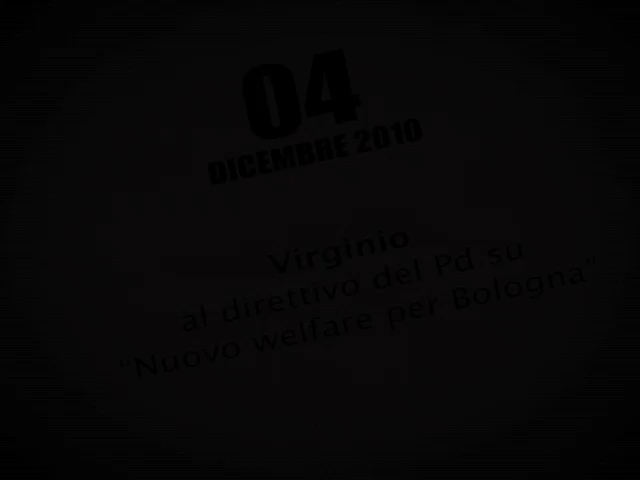 04
DICEMBRE 2010
Virginio
al direttivo del Pd.su
“Nuovo welfare per Bologna”